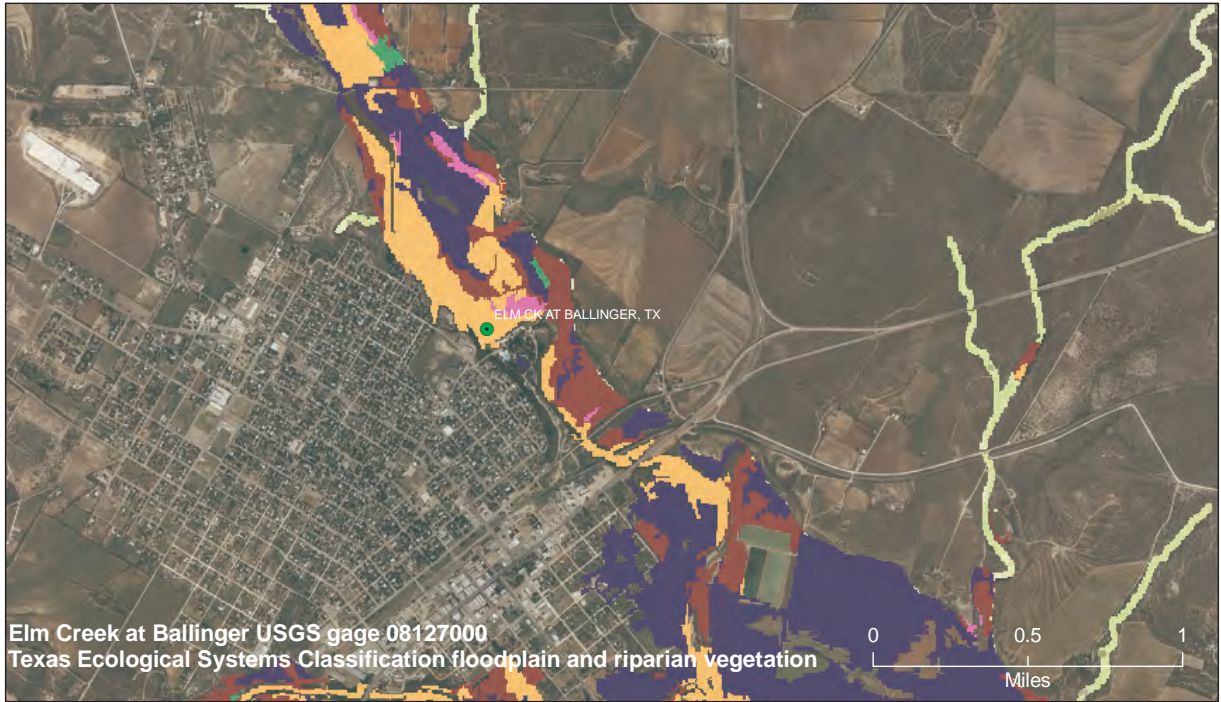 ELM CK AT BALLINGER, TX
Elm Creek at Ballinger USGS gage 08127000
Texas Ecological Systems Classification floodplain and riparian vegetation
0 0.5 1
Miles